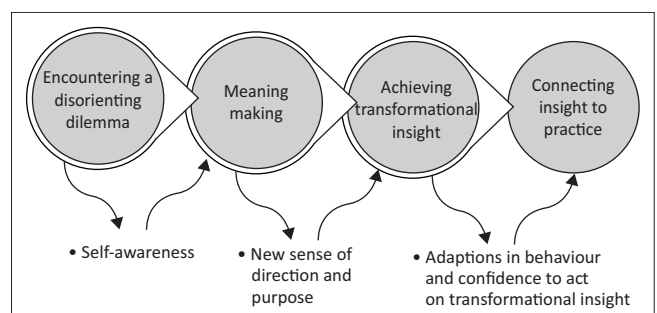 Encountering a
disorienting
dilemma
Meaning
making
Achieving
transformational
insight
Connecting
insight to
practice
• Self-awareness
• New sense of
direction and
purpose
• Adaptions in behaviour
and confidence to act
on transformational insight